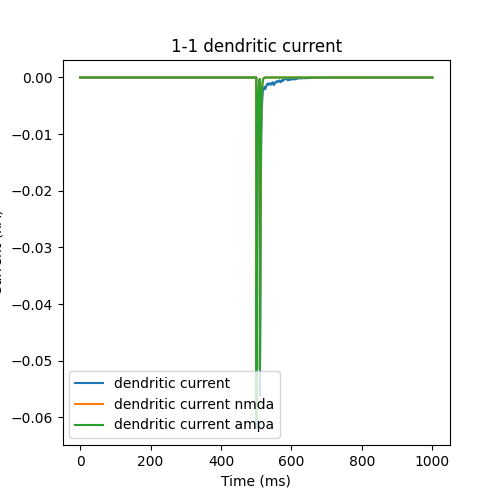 1-1 dendritic current
0.00
−0.01
−0.02
−0.03
−0.04
−0.05
−0.06
dendritic current
dendritic current nmda
dendritic current ampa
0 200 400 600 800 1000
Time (ms)